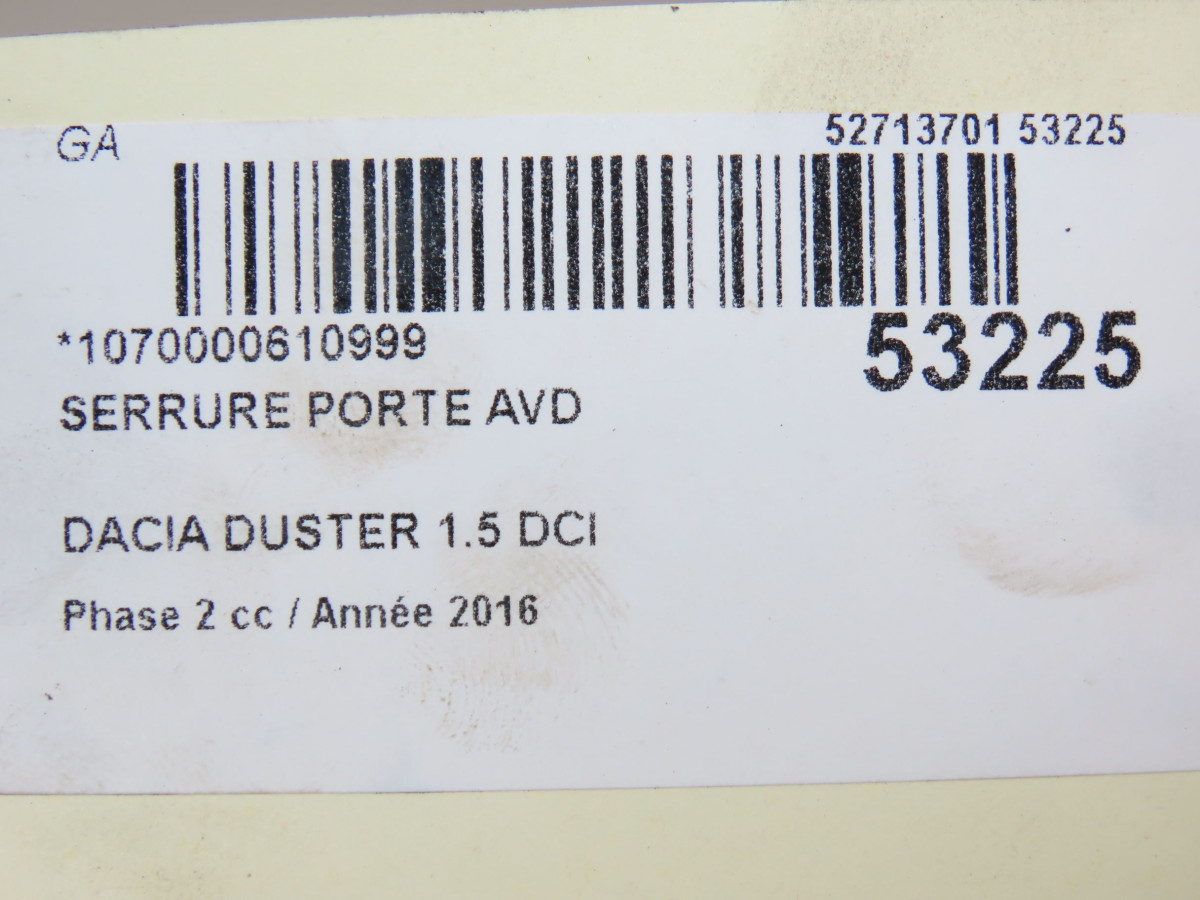 GA
52713701 53225
*1070000610999
53225
SERRURE PORTE AVD
DACIA DUSTER 1.5 DCI
Phase 2 cc / Année 2016